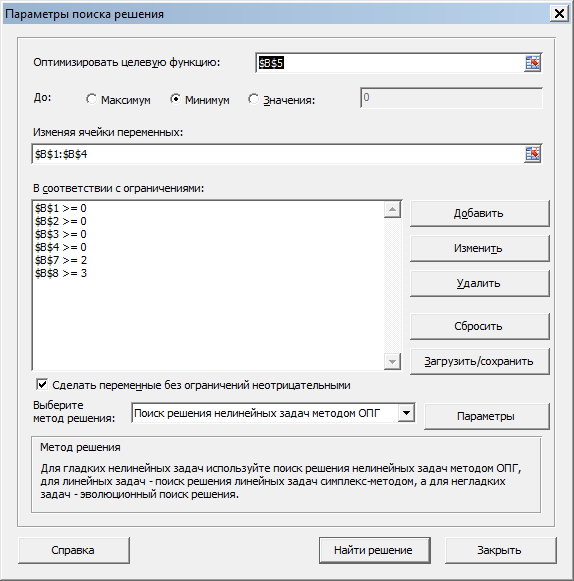 Параметры поиска решения
Оптимизировать целевую функцию:
$B$5
До:
Максимум
Минимум
Значения:
0
Изменяя ячейки переменных:
$B$1:$B$4
В соответствии с ограничениями:
$B$1 >= 0
$B$2 >= 0
$B$3 >= 0
$B$4 >= 0
$B$7 >= 2
$B$8 >= 3
Добавить
Изменить
Удалить
Сбросить
Загрузить/сохранить
Сделать переменные без ограничений неотрицательными
Выберите
метод решения:
Поиск решения нелинейных задач методом ОПГ
Параметры
Метод решения
Для гладких нелинейных задач используйте поиск решения нелинейных задач методом ОПГ,
для линейных задач - поиск решения линейных задач симплекс-методом, а для негладких
задач - эволюционный поиск решения.
Справка
Найти решение
Закрыть